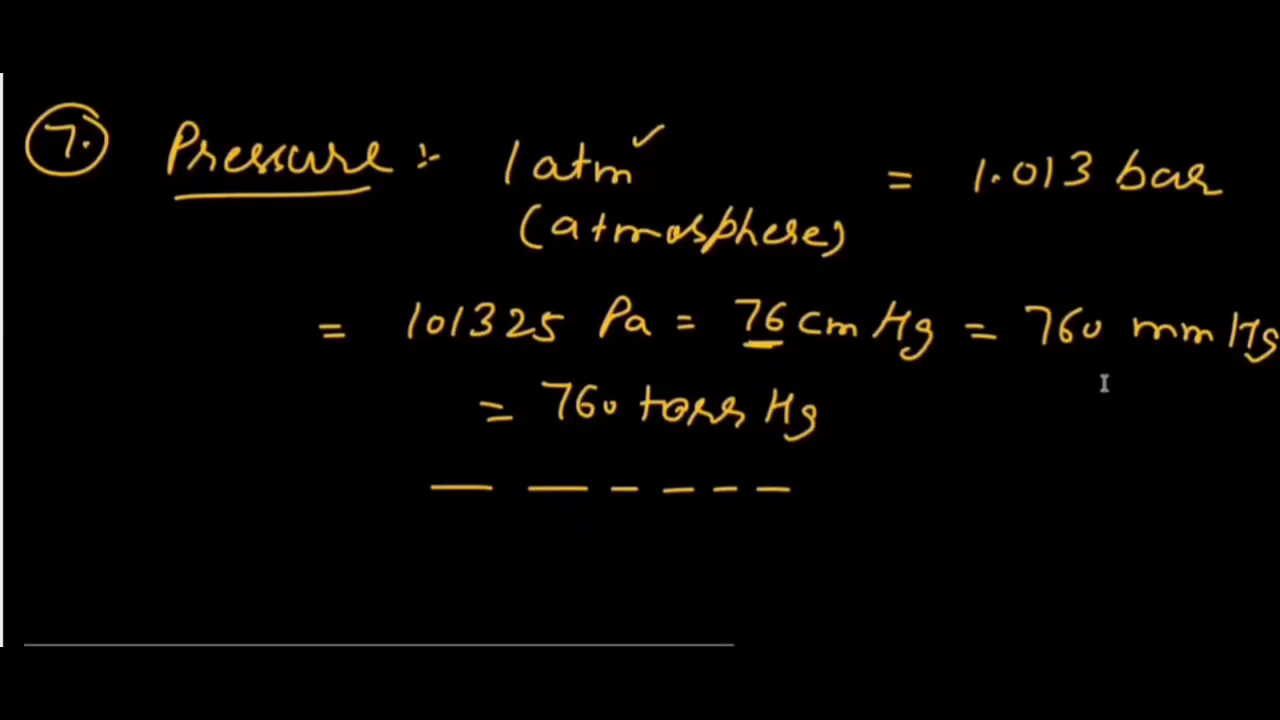 7. Pressure :- 1 atm ✓ = 1.013 bar
(atmosphere)
= 101325 Pa = 76 cm Hg = 760 mm Hg
= 760 torr Hg